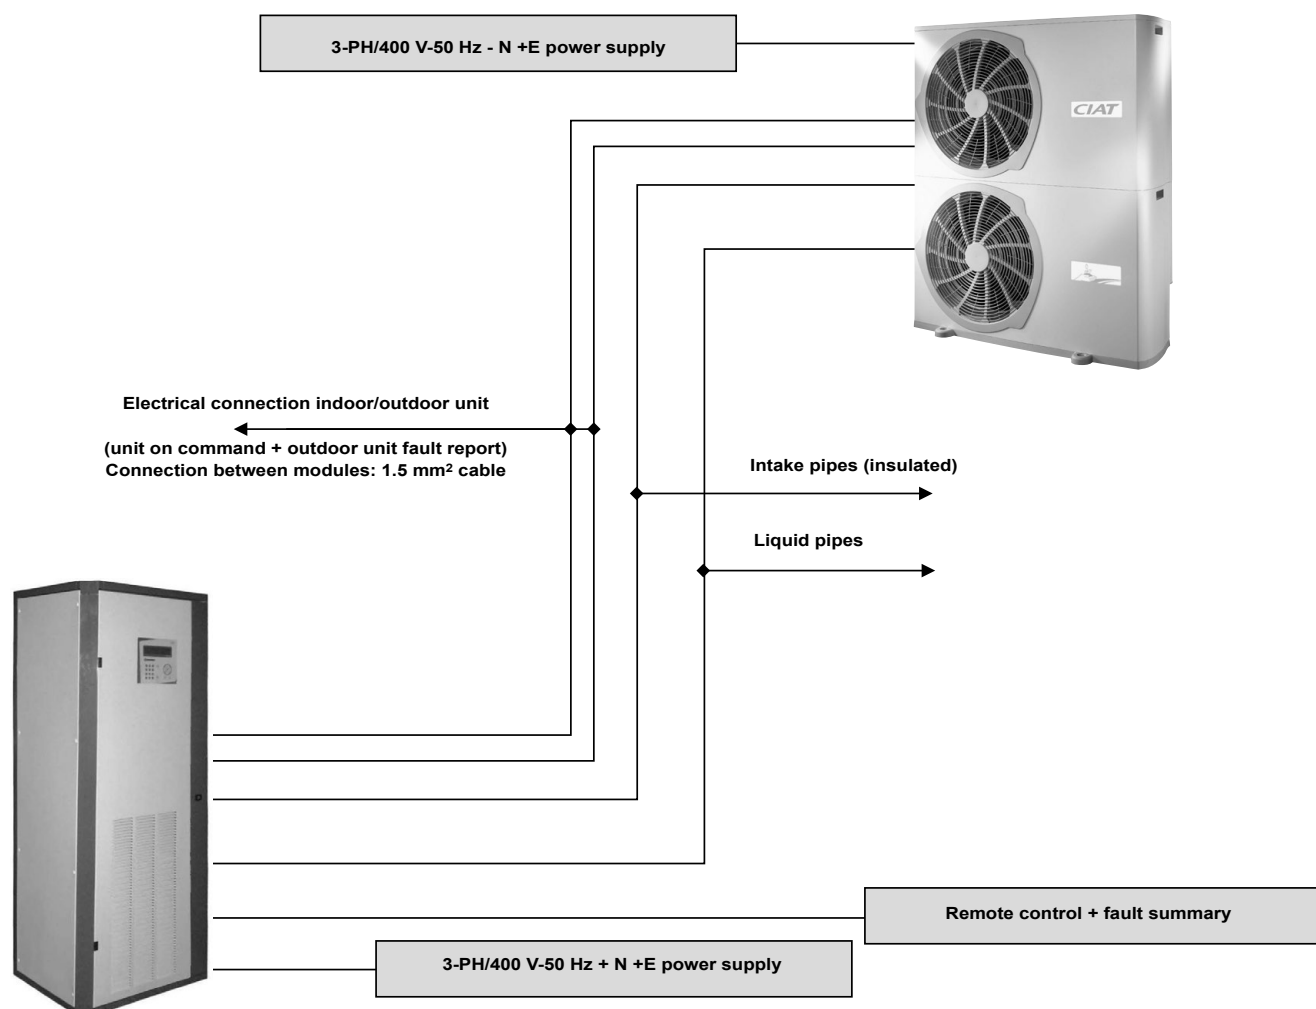 3-PH/400 V-50 Hz - N +E power supply
CIAT
Electrical connection indoor/outdoor unit
(unit on command + outdoor unit fault report)
Connection between modules: 1.5 mm² cable
Intake pipes (insulated)
Liquid pipes
Remote control + fault summary
3-PH/400 V-50 Hz + N +E power supply